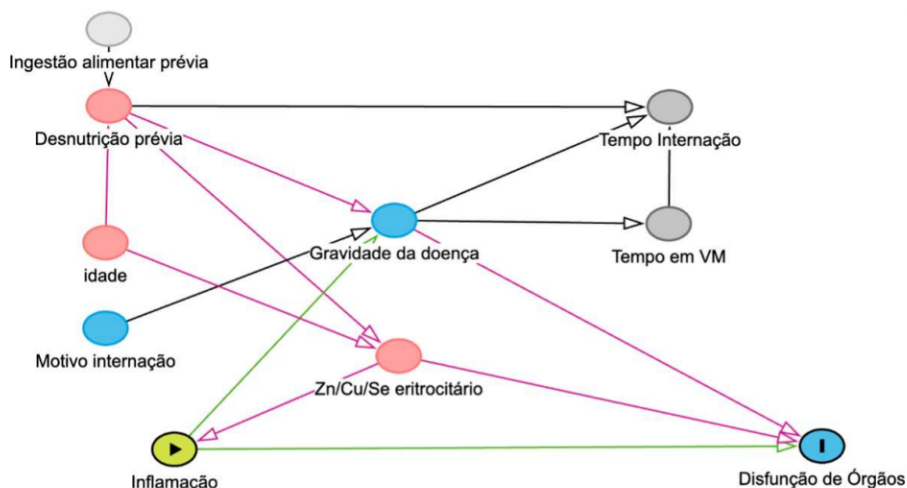 Ingestão alimentar prévia
Desnutrição prévia
Tempo Internação
Gravidade da doença
Tempo em VM
idade
Motivo internação
Zn/Cu/Se eritrocitário
Inflamação
Disfunção de Órgãos